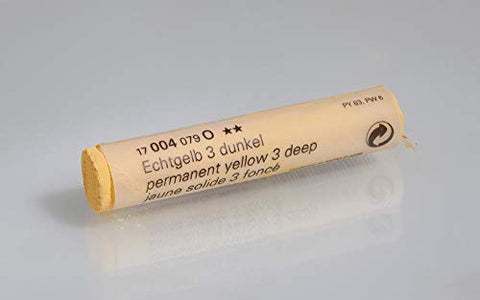 17 004 079 O ★★
Echtgelb 3 dunkel
permanent yellow 3 deep
jaune solide 3 foncé
PY 83, PW 6